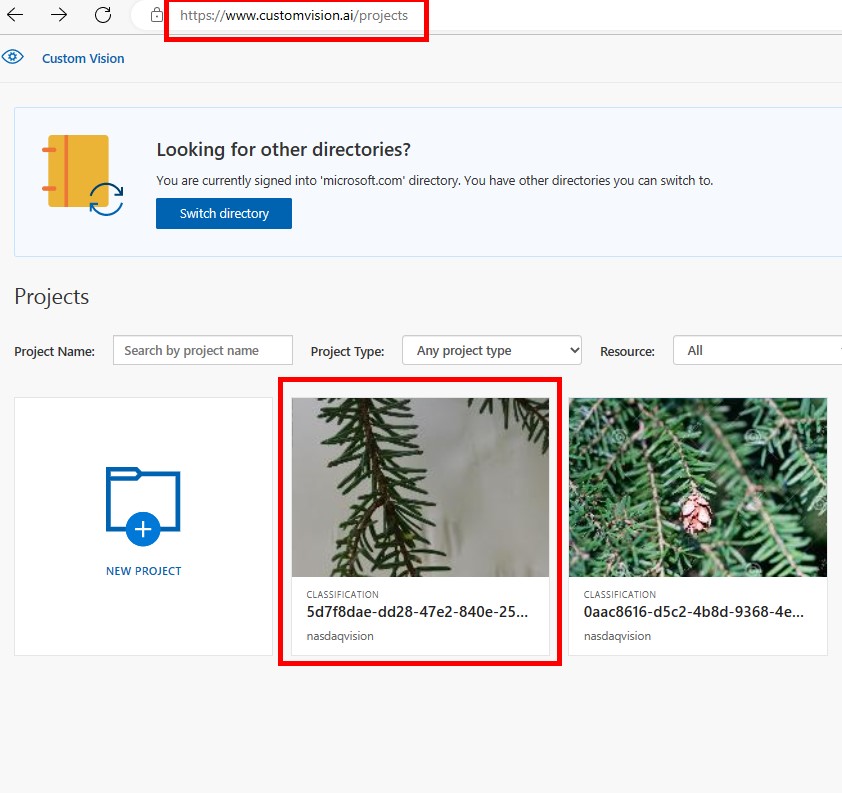 https://www.customvision.ai/projects
Custom Vision
Looking for other directories?
You are currently signed into 'microsoft.com' directory. You have other directories you can switch to.
Switch directory
Projects
Project Name: Search by project name Project Type: Any project type Resource: All
NEW PROJECT
CLASSIFICATION
5d7f8dae-dd28-47e2-840e-25...
nasdaqvision
CLASSIFICATION
0aac8616-d5c2-4b8d-9368-4e...
nasdaqvision